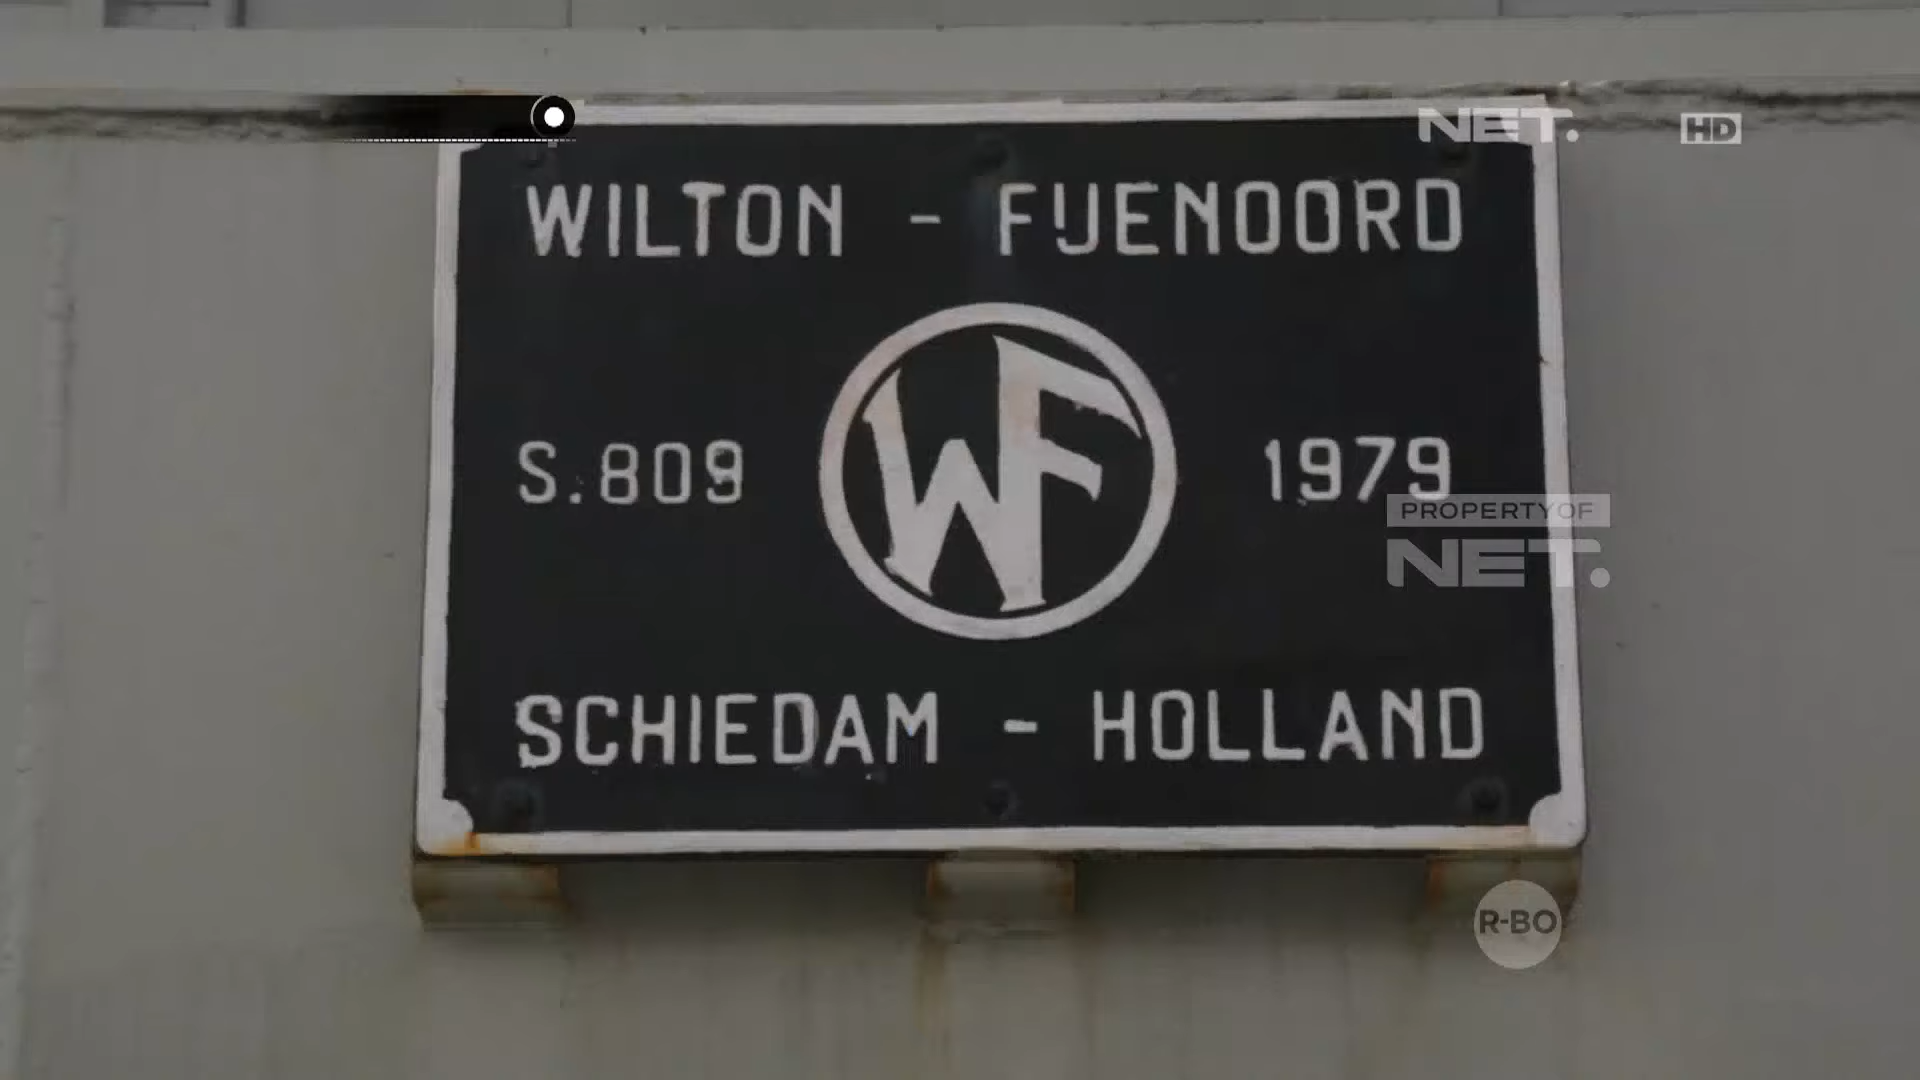 NET. HD
WILTON - FIJENOORD
WF
S.809 1979
PROPERTY OF
NET.
SCHIEDAM - HOLLAND
R-BO